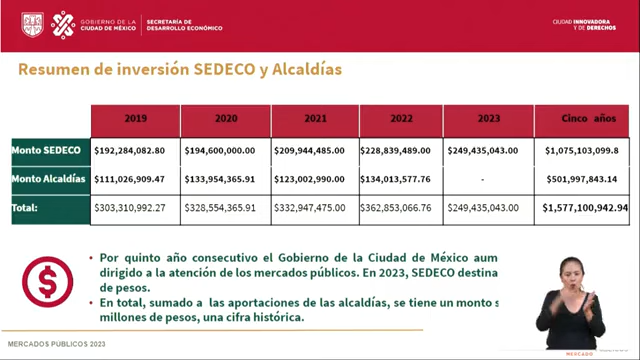 GOBIERNO DE LA
CIUDAD DE MÉXICO
SECRETARÍA DE
DESARROLLO ECONÓMICO
CIUDAD INNOVADORA
Y DE DERECHOS
Resumen de inversión SEDECO y Alcaldías
2019 2020 2021 2022 2023 Cinco años
Monto SEDECO $192,284,082.80 $194,600,000.00 $209,944,485.00 $228,839,489.00 $249,435,043.00 $1,075,103,099.8
Monto Alcaldías $111,026,909.47 $133,954,365.91 $123,002,990.00 $134,013,577.76 - $501,997,843.14
Total: $303,310,992.27 $328,554,365.91 $332,947,475.00 $362,853,066.76 $249,435,043.00 $1,577,100,942.94
• Por quinto año consecutivo el Gobierno de la Ciudad de México aum
dirigido a la atención de los mercados públicos. En 2023, SEDECO destina
de pesos.
• En total, sumado a las aportaciones de las alcaldías, se tiene un monto s
millones de pesos, una cifra histórica.
MERCADOS PÚBLICOS 2023
MERCADO